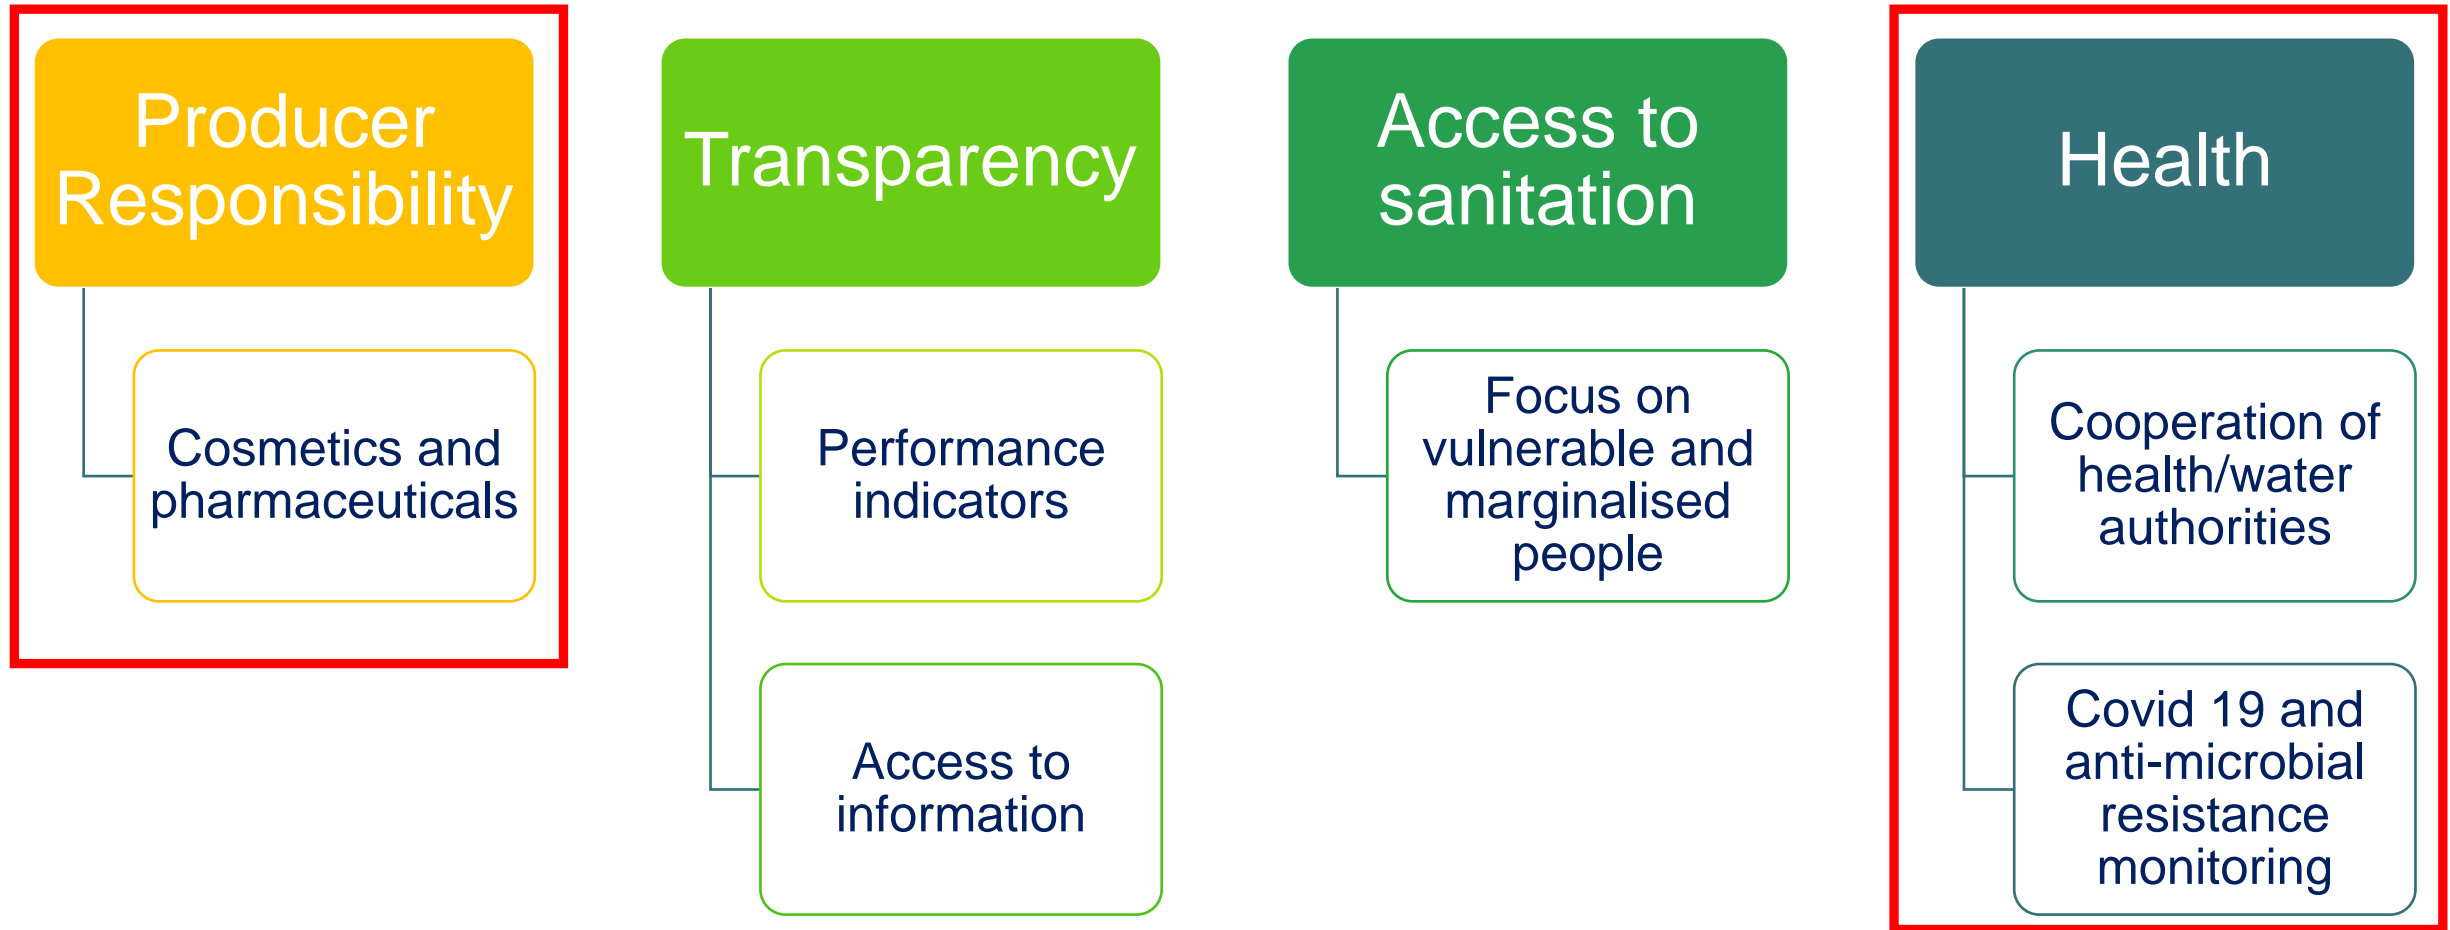 Producer
Responsibility
Cosmetics and
pharmaceuticals
Transparency
Performance
indicators
Access to
information
Access to
sanitation
Focus on
vulnerable and
marginalised
people
Health
Cooperation of
health/water
authorities
Covid 19 and
anti-microbial
resistance
monitoring